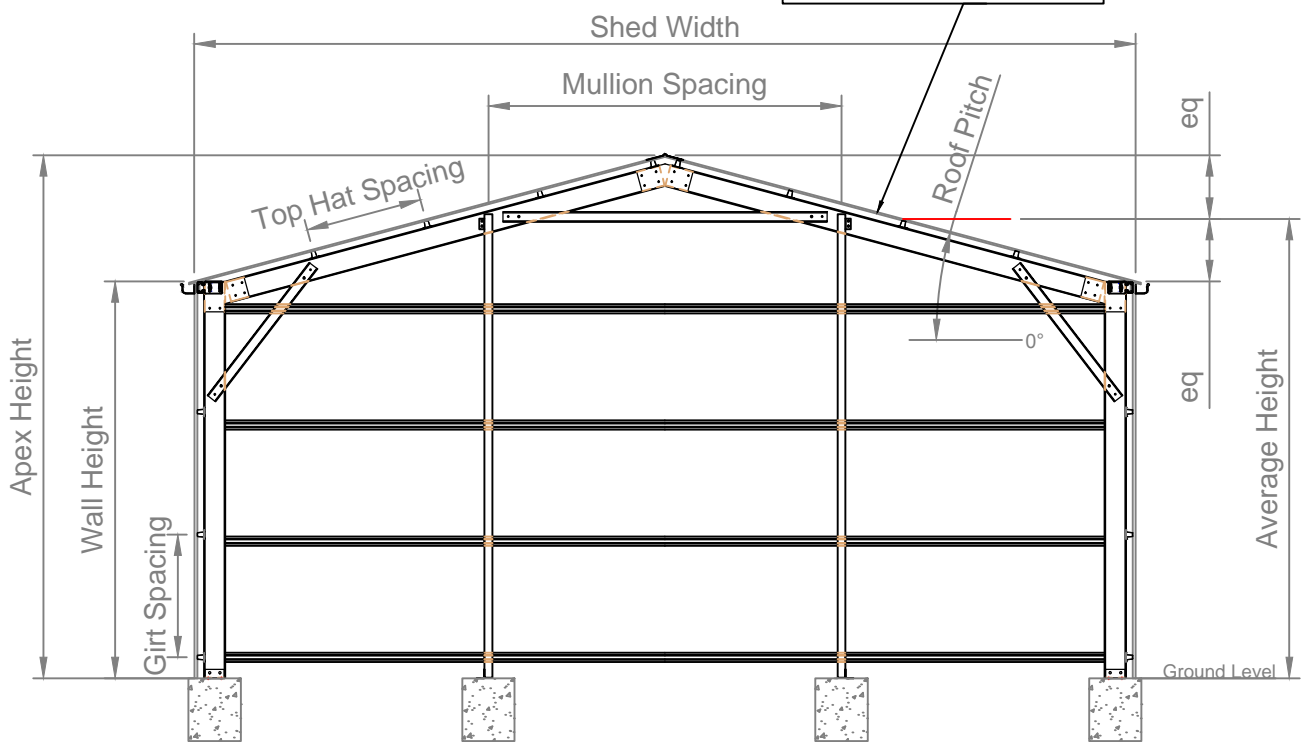 Shed Width
Mullion Spacing
eq
Roof Pitch
Top Hat Spacing
0°
eq
Apex Height
Wall Height
Girt Spacing
Average Height
Ground Level